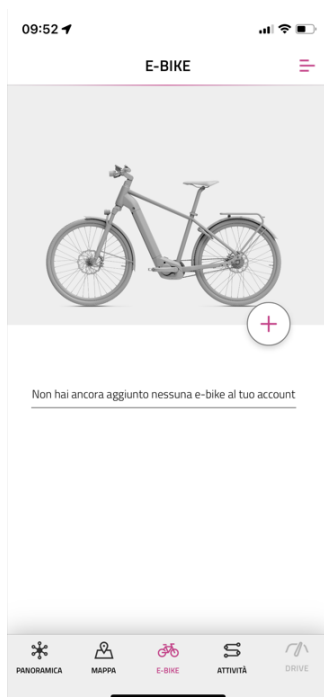 09:52
E-BIKE
Non hai ancora aggiunto nessuna e-bike al tuo account
PANORAMICA MAPPA E-BIKE ATTIVITÀ DRIVE